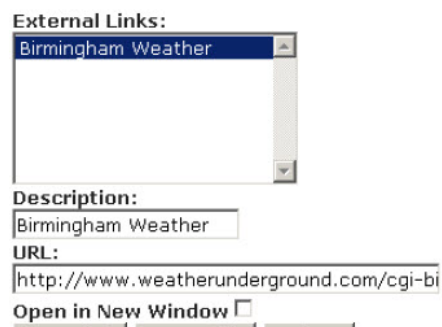 External Links:
Birmingham Weather
Description:
Birmingham Weather
URL:
http://www.weatherunderground.com/cgi-bi
Open in New Window